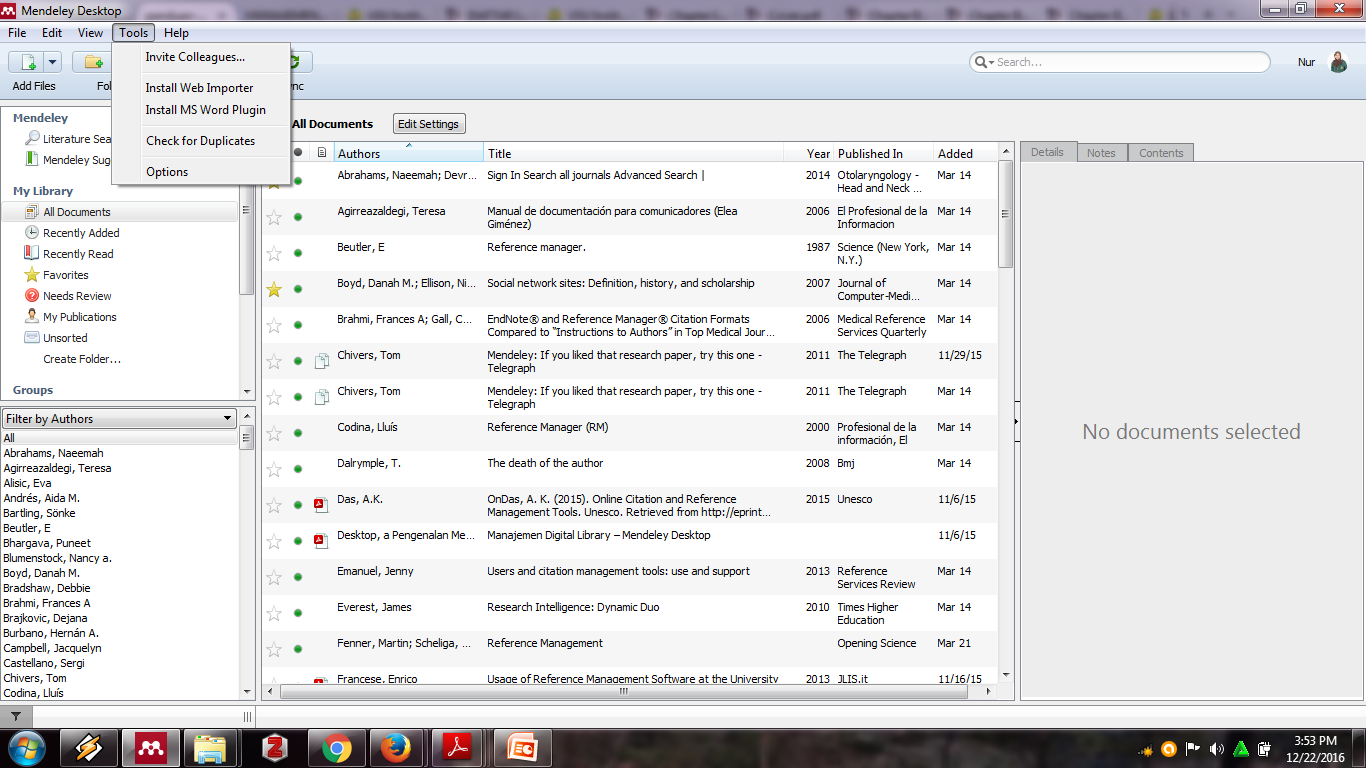 Mendeley Desktop
File Edit View Tools Help
Invite Colleagues...
Install Web Importer
Install MS Word Plugin
Check for Duplicates
Options
Add Files
Search...
Nur
Mendeley
Literature Sea
Mendeley Sug
My Library
All Documents
Recently Added
Recently Read
Favorites
Needs Review
My Publications
Unsorted
Create Folder...
Groups
Filter by Authors
All
Abrahams, Naeemah
Agirreazaldegi, Teresa
Alisic, Eva
Andrés, Aida M.
Bartling, Sönke
Beutler, E
Bhargava, Puneet
Blumenstock, Nancy a.
Boyd, Danah M.
Bradshaw, Debbie
Brahmi, Frances A
Brajkovic, Dejana
Burbano, Hernán A.
Campbell, Jacquelyn
Castellano, Sergi
Chivers, Tom
Codina, Lluís
All Documents Edit Settings
Authors Title Year Published In Added
Abrahams, Naeemah; Devr... Sign In Search all journals Advanced Search | 2014 Otolaryngology - Mar 14
Head and Neck ...
Agirreazaldegi, Teresa Manual de documentación para comunicadores (Elea 2006 El Profesional de la Mar 14
Giménez) Informacion
Beutler, E Reference manager. 1987 Science (New York, Mar 14
N.Y.)
Boyd, Danah M.; Ellison, Ni... Social network sites: Definition, history, and scholarship 2007 Journal of Mar 14
Computer-Medi...
Brahmi, Frances A; Gall, C... EndNote® and Reference Manager® Citation Formats 2006 Medical Reference Mar 14
Compared to “Instructions to Authors” in Top Medical Jour... Services Quarterly
Chivers, Tom Mendeley: If you liked that research paper, try this one - 2011 The Telegraph 11/29/15
Telegraph
Chivers, Tom Mendeley: If you liked that research paper, try this one - 2011 The Telegraph Mar 14
Telegraph
Codina, Lluís Reference Manager (RM) 2000 Profesional de la Mar 14
información, El
Dalrymple, T. The death of the author 2008 Bmj Mar 14
Das, A.K. OnDas, A. K. (2015). Online Citation and Reference 2015 Unesco 11/6/15
Management Tools. Unesco. Retrieved from http://eprint...
Desktop, a Pengenalan Me... Manajemen Digital Library – Mendeley Desktop 11/6/15
Emanuel, Jenny Users and citation management tools: use and support 2013 Reference Mar 14
Services Review
Everest, James Research Intelligence: Dynamic Duo 2010 Times Higher Mar 14
Education
Fenner, Martin; Scheliga, ... Reference Management Opening Science Mar 21
Francese, Enrico Usage of Reference Management Software at the University 2013 JLIS.it 11/16/15
Details Notes Contents
No documents selected
3:53 PM
12/22/2016